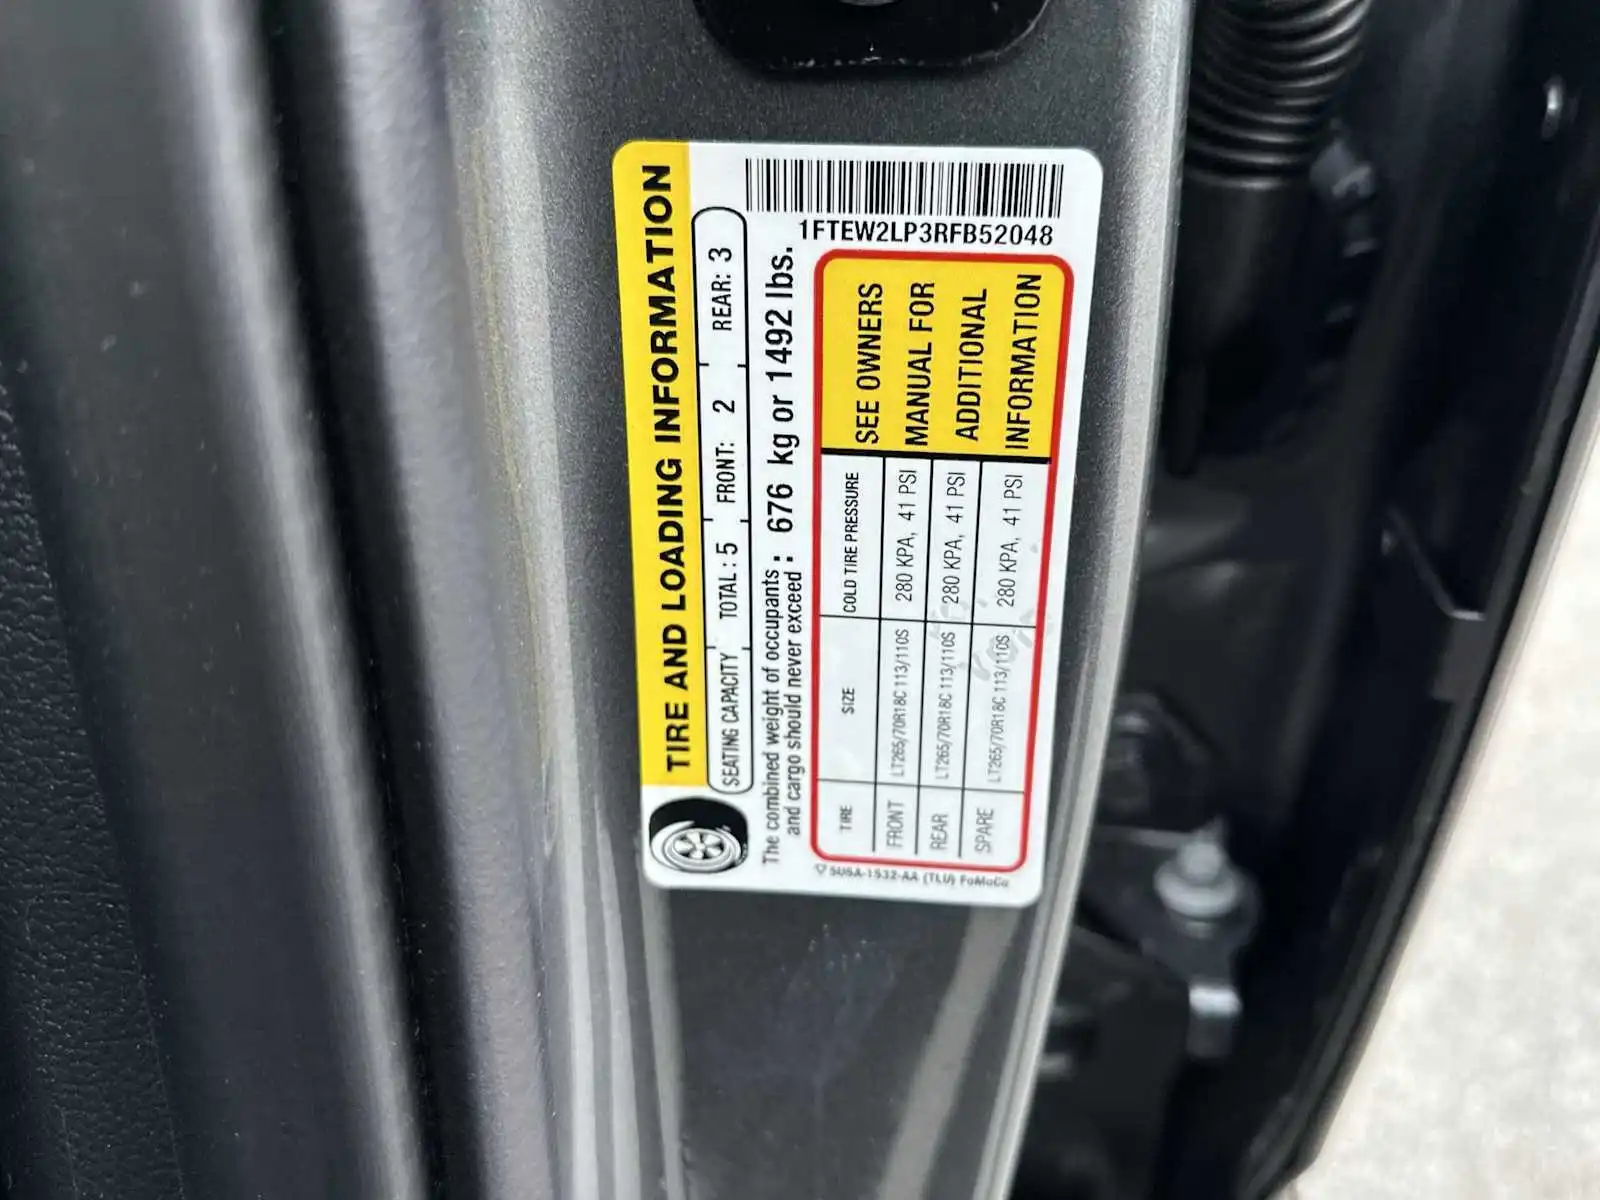 1FTEW2LP3RFB52048
TIRE AND LOADING INFORMATION
SEATING CAPACITY TOTAL: 5 FRONT: 2 REAR: 3
The combined weight of occupants
and cargo should never exceed : 676 kg or 1492 lbs.
TIRE SIZE COLD TIRE PRESSURE
FRONT LT265/70R18C 113/110S 280 KPA, 41 PSI
REAR LT265/70R18C 113/110S 280 KPA, 41 PSI
SPARE LT265/70R18C 113/110S 280 KPA, 41 PSI
SEE OWNERS
MANUAL FOR
ADDITIONAL
INFORMATION
5U5A-1532-AA (TLU) FoMoCo